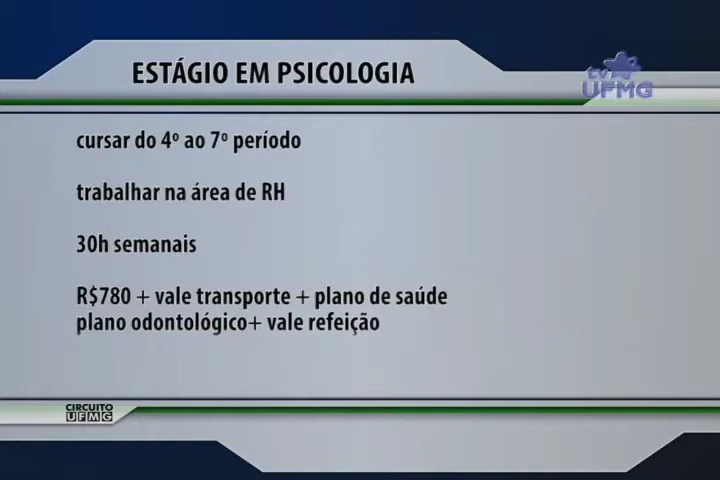 ESTÁGIO EM PSICOLOGIA
tv
UFMG
cursar do 4º ao 7º período
trabalhar na área de RH
30h semanais
R$780 + vale transporte + plano de saúde
plano odontológico+ vale refeição
CIRCUITO
UFMG